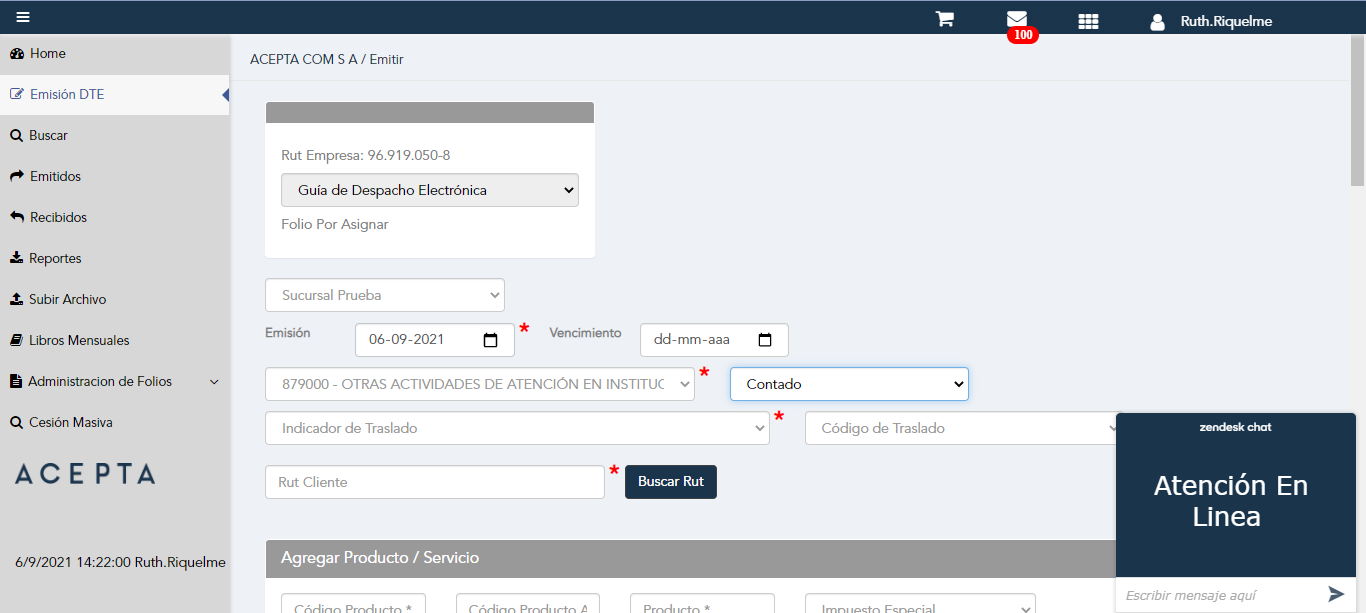 100
Ruth.Riquelme
Home
Emisión DTE
Buscar
Emitidos
Recibidos
Reportes
Subir Archivo
Libros Mensuales
Administracion de Folios
Cesión Masiva
ACEPTA
6/9/2021 14:22:00 Ruth.Riquelme
ACEPTA COM S A / Emitir
Rut Empresa: 96.919.050-8
Guía de Despacho Electrónica
Folio Por Asignar
Sucursal Prueba
Emisión 06-09-2021 * Vencimiento dd-mm-aaa
879000 - OTRAS ACTIVIDADES DE ATENCIÓN EN INSTITUC * Contado
Indicador de Traslado * Código de Traslado
Rut Cliente * Buscar Rut
Agregar Producto / Servicio
Código Producto * Código Producto A Producto * Impuesto Especial
zendesk chat
Atención En
Linea
Escribir mensaje aquí